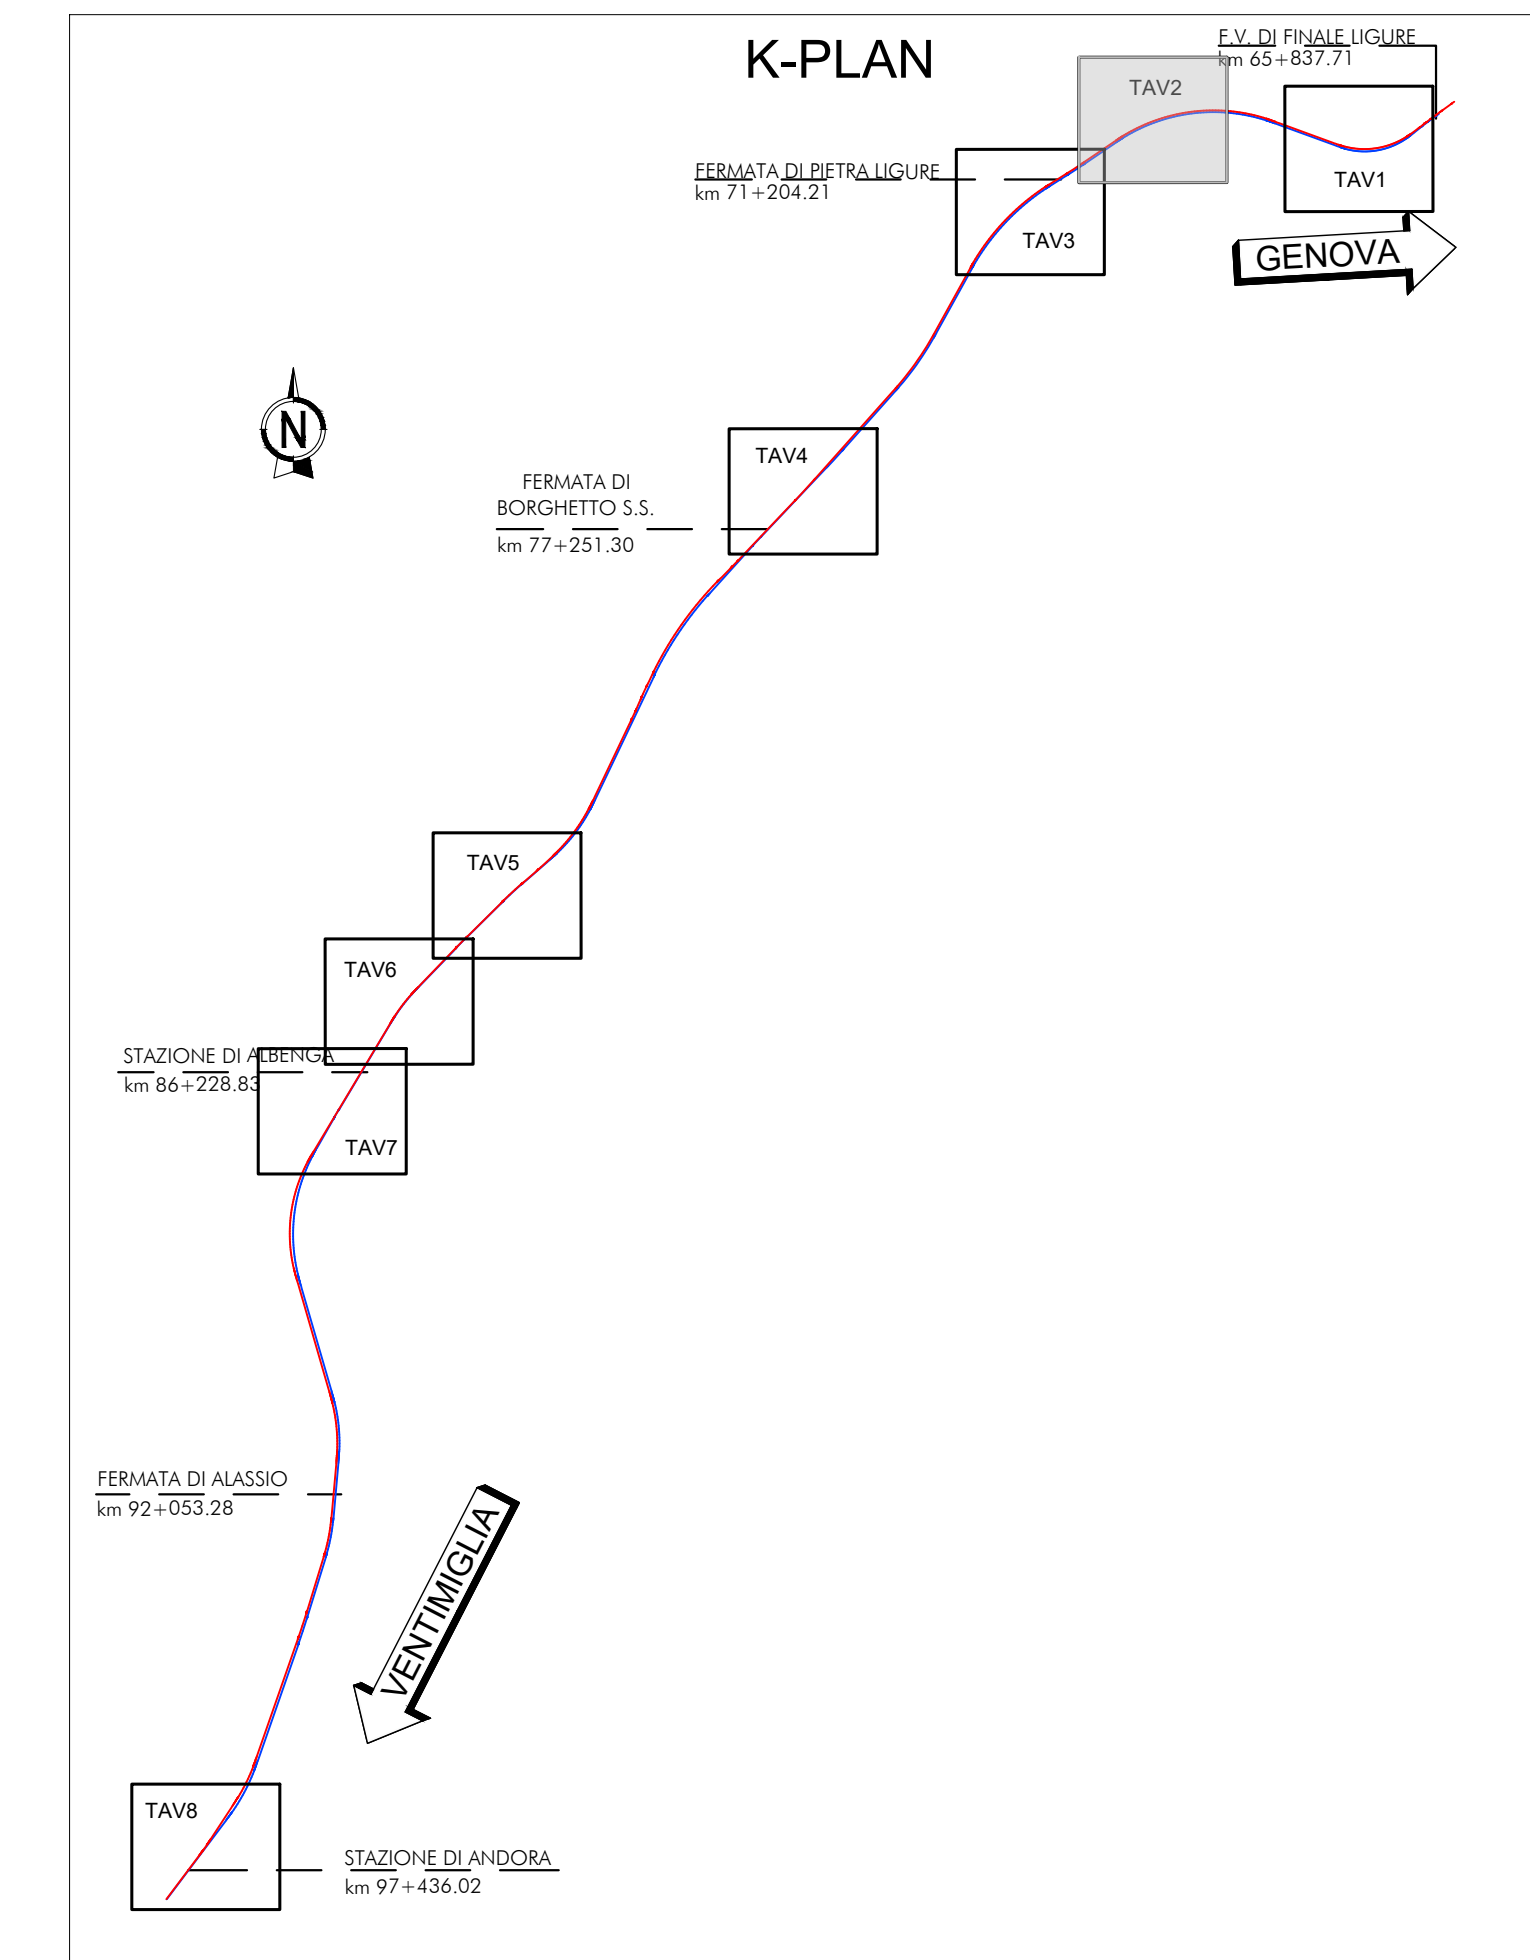 K-PLAN
F.V. DI FINALE LIGURE
km 65+837.71
TAV2
TAV1
FERMATA DI PIETRA LIGURE
km 71+204.21
TAV3
GENOVA
N
TAV4
FERMATA DI
BORGHETTO S.S.
km 77+251.30
TAV5
TAV6
STAZIONE DI ALBENGA
km 86+228.83
TAV7
FERMATA DI ALASSIO
km 92+053.28
VENTIMIGLIA
TAV8
STAZIONE DI ANDORA
km 97+436.02